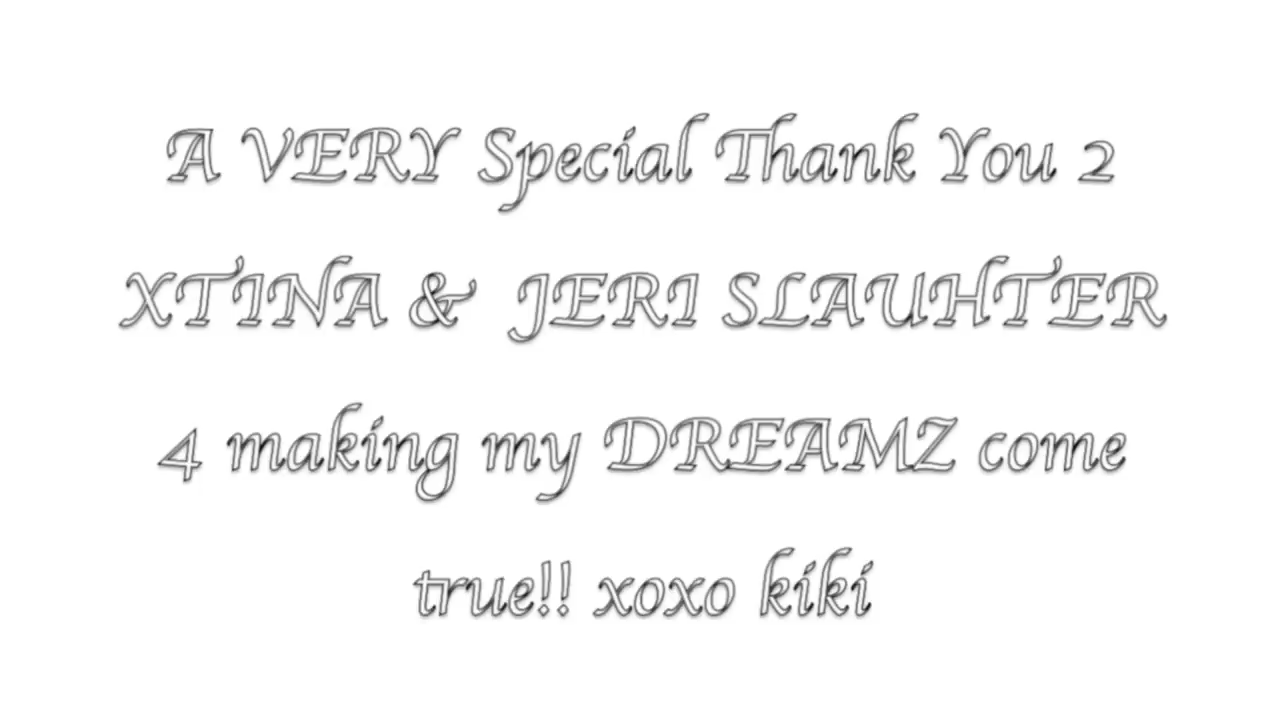 A VERY Special Thank You 2
XTINA & JERI SLAUHTER
4 making my DREAMZ come
true!! xoxo kiki